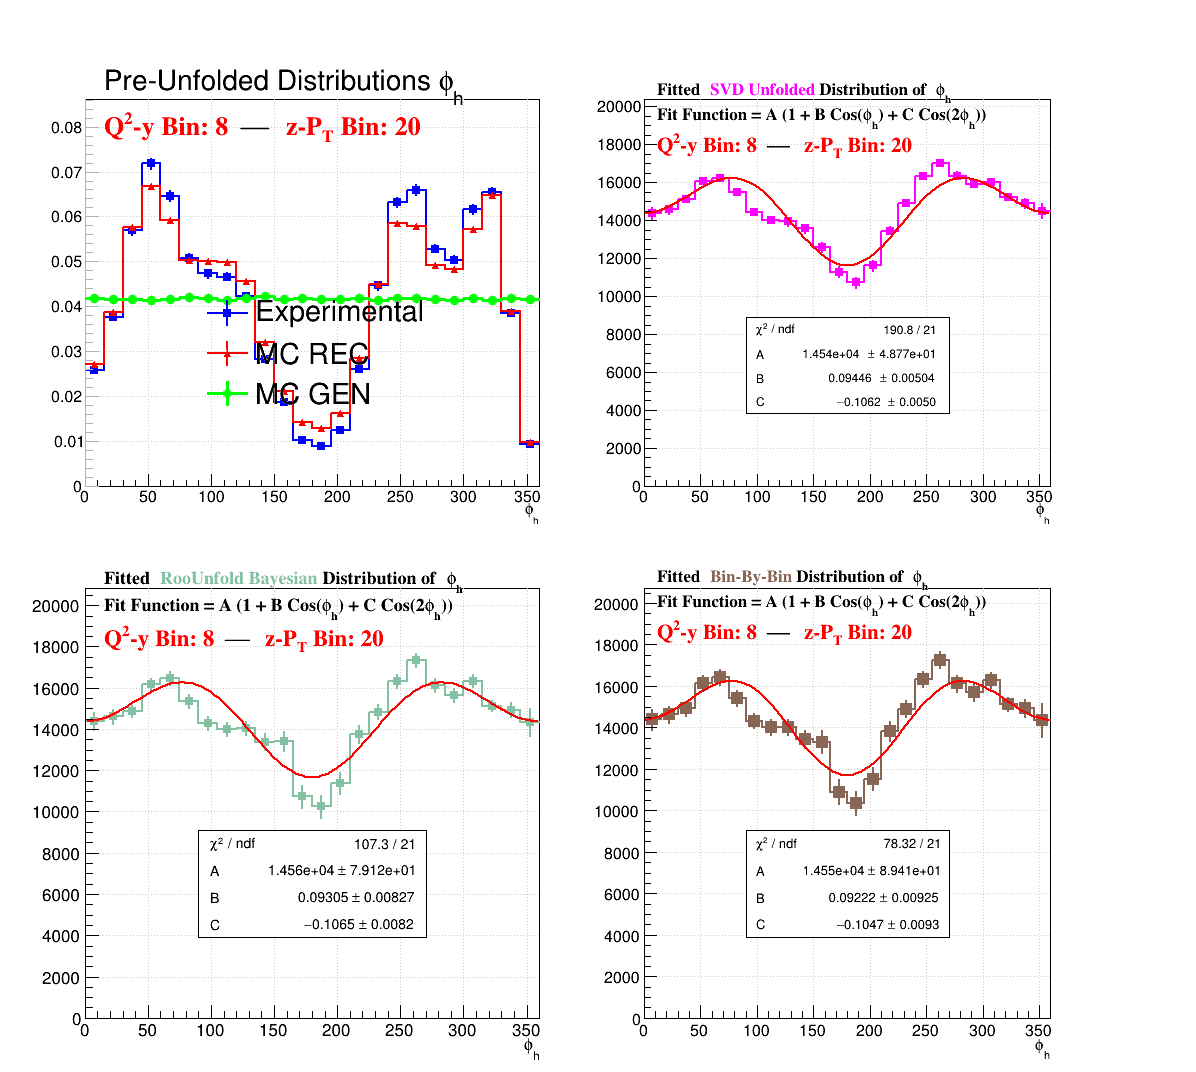 Pre-Unfolded Distributions ϕh
Q2-y Bin: 8 — z-PT Bin: 20
0.08
0.07
0.06
0.05
0.04
0.03
0.02
0.01
0
Experimental
MC REC
MC GEN
0 50 100 150 200 250 300 350
ϕh
Fitted SVD Unfolded Distribution of ϕh
Fit Function = A (1 + B Cos(ϕh) + C Cos(2ϕh))
Q2-y Bin: 8 — z-PT Bin: 20
20000
18000
16000
14000
12000
10000
8000
6000
4000
2000
0
χ2 / ndf 190.8 / 21
A 1.454e+04 ± 4.877e+01
B 0.09446 ± 0.00504
C −0.1062 ± 0.0050
0 50 100 150 200 250 300 350
ϕh
Fitted RooUnfold Bayesian Distribution of ϕh
Fit Function = A (1 + B Cos(ϕh) + C Cos(2ϕh))
Q2-y Bin: 8 — z-PT Bin: 20
20000
18000
16000
14000
12000
10000
8000
6000
4000
2000
0
χ2 / ndf 107.3 / 21
A 1.456e+04 ± 7.912e+01
B 0.09305 ± 0.00827
C −0.1065 ± 0.0082
0 50 100 150 200 250 300 350
ϕh
Fitted Bin-By-Bin Distribution of ϕh
Fit Function = A (1 + B Cos(ϕh) + C Cos(2ϕh))
Q2-y Bin: 8 — z-PT Bin: 20
20000
18000
16000
14000
12000
10000
8000
6000
4000
2000
0
χ2 / ndf 78.32 / 21
A 1.455e+04 ± 8.941e+01
B 0.09222 ± 0.00925
C −0.1047 ± 0.0093
0 50 100 150 200 250 300 350
ϕh